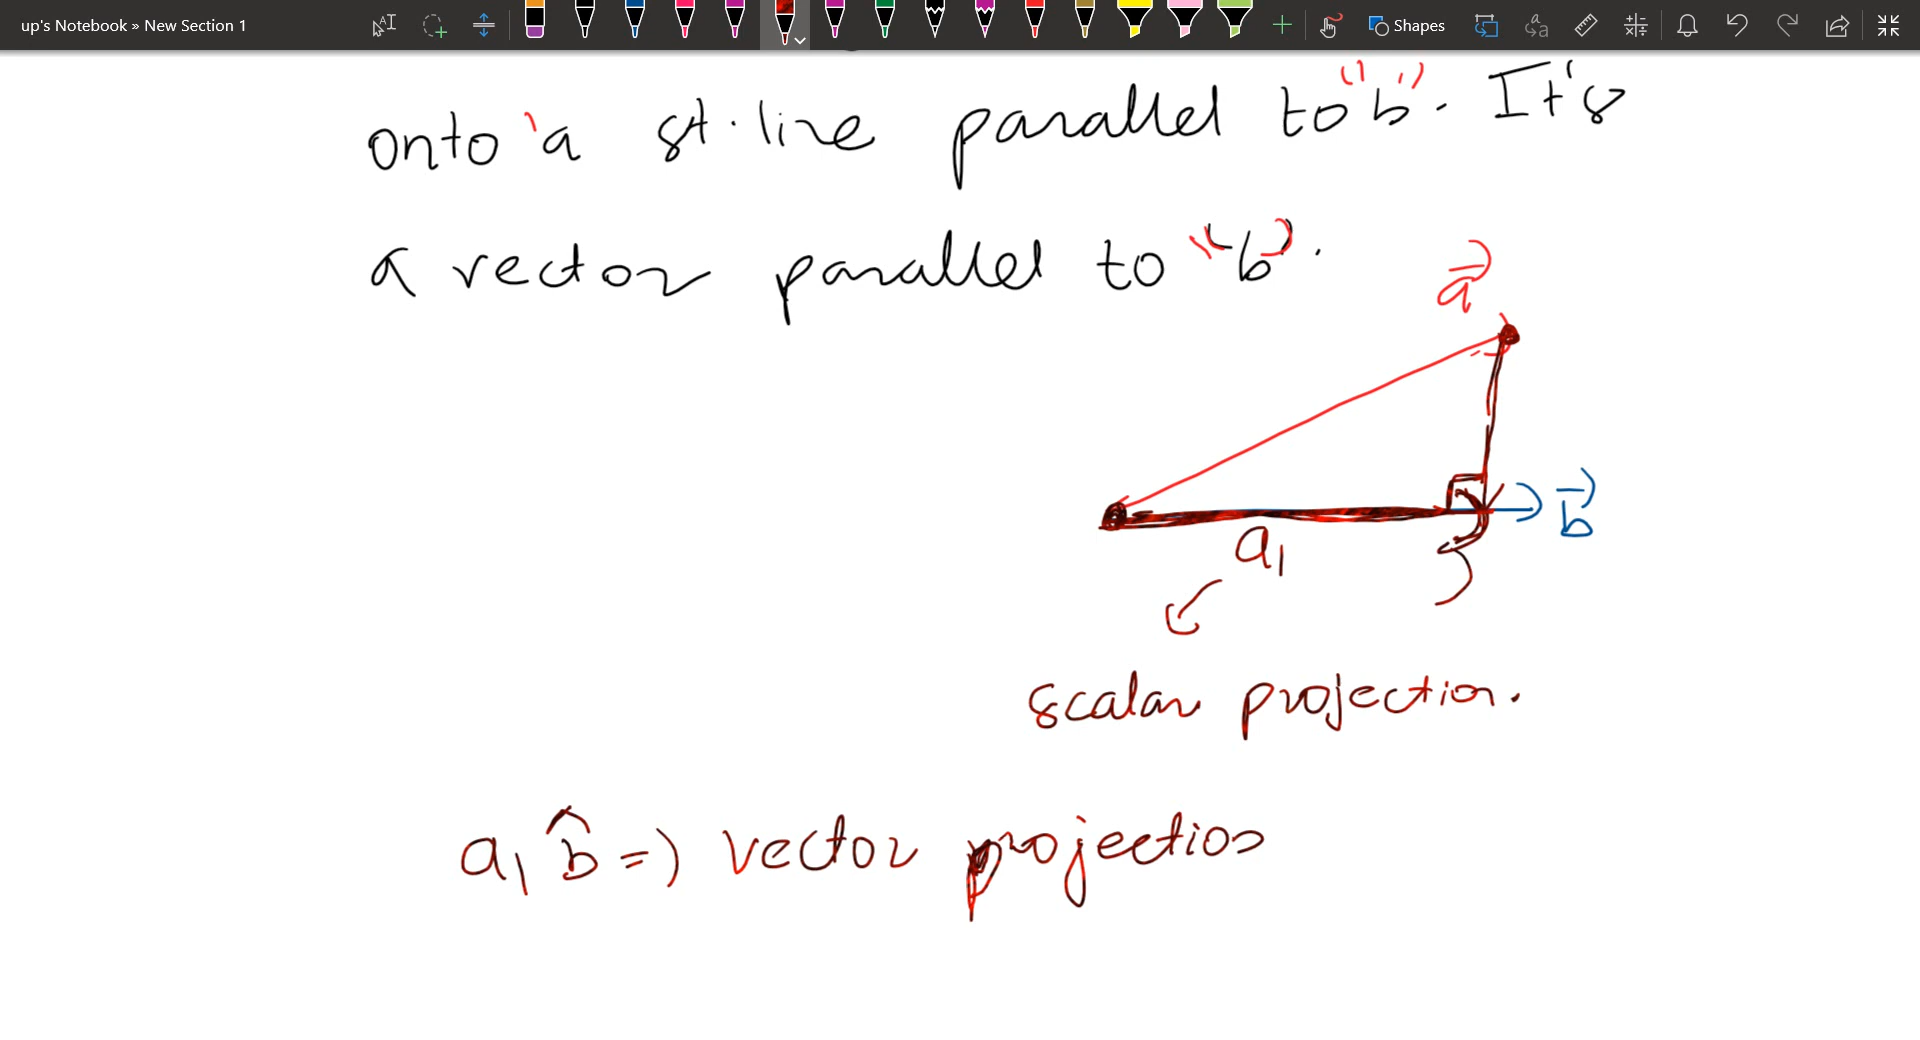 up's Notebook » New Section 1
Shapes
onto 'a st. line parallel to "b". It's
a vector parallel to "b".
a
b
a1
scalar projection.
a1 b̂ => vector projection